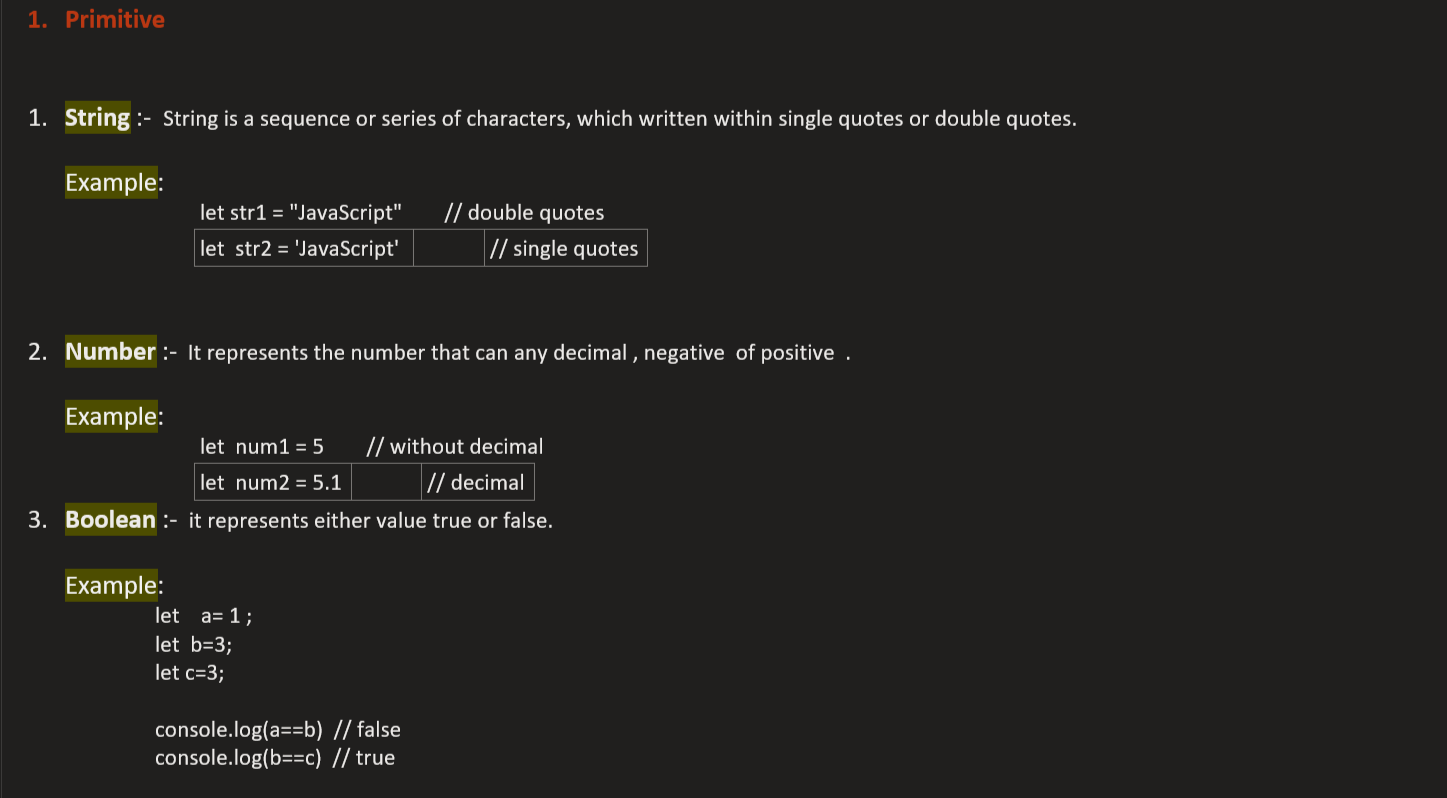 1. Primitive
1. String :- String is a sequence or series of characters, which written within single quotes or double quotes.
Example:
let str1 = "JavaScript" // double quotes
let str2 = 'JavaScript' // single quotes
2. Number :- It represents the number that can any decimal , negative of positive .
Example:
let num1 = 5 // without decimal
let num2 = 5.1 // decimal
3. Boolean :- it represents either value true or false.
Example:
let a= 1 ;
let b=3;
let c=3;
console.log(a==b) // false
console.log(b==c) // true